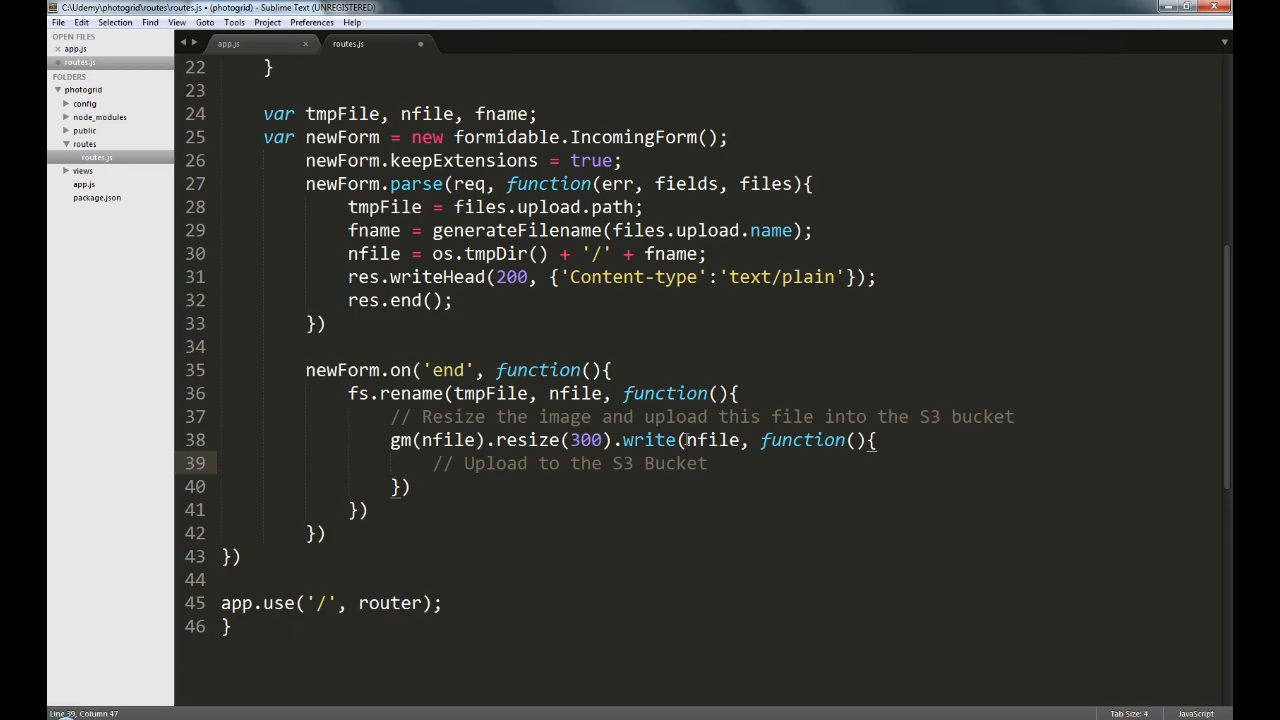 C:\Udemy\photogrid\routes\routes.js • (photogrid) - Sublime Text (UNREGISTERED)
File Edit Selection Find View Goto Tools Project Preferences Help
OPEN FILES
app.js
routes.js
FOLDERS
photogrid
config
node_modules
public
routes
routes.js
views
app.js
package.json
app.js routes.js
22 }
23
24 var tmpFile, nfile, fname;
25 var newForm = new formidable.IncomingForm();
26 newForm.keepExtensions = true;
27 newForm.parse(req, function(err, fields, files){
28 tmpFile = files.upload.path;
29 fname = generateFilename(files.upload.name);
30 nfile = os.tmpDir() + '/' + fname;
31 res.writeHead(200, {'Content-type':'text/plain'});
32 res.end();
33 })
34
35 newForm.on('end', function(){
36 fs.rename(tmpFile, nfile, function(){
37 // Resize the image and upload this file into the S3 bucket
38 gm(nfile).resize(300).write(nfile, function(){
39 // Upload to the S3 Bucket
40 })
41 })
42 })
43 })
44
45 app.use('/', router);
46 }
Line 39, Column 47 Tab Size: 4 JavaScript